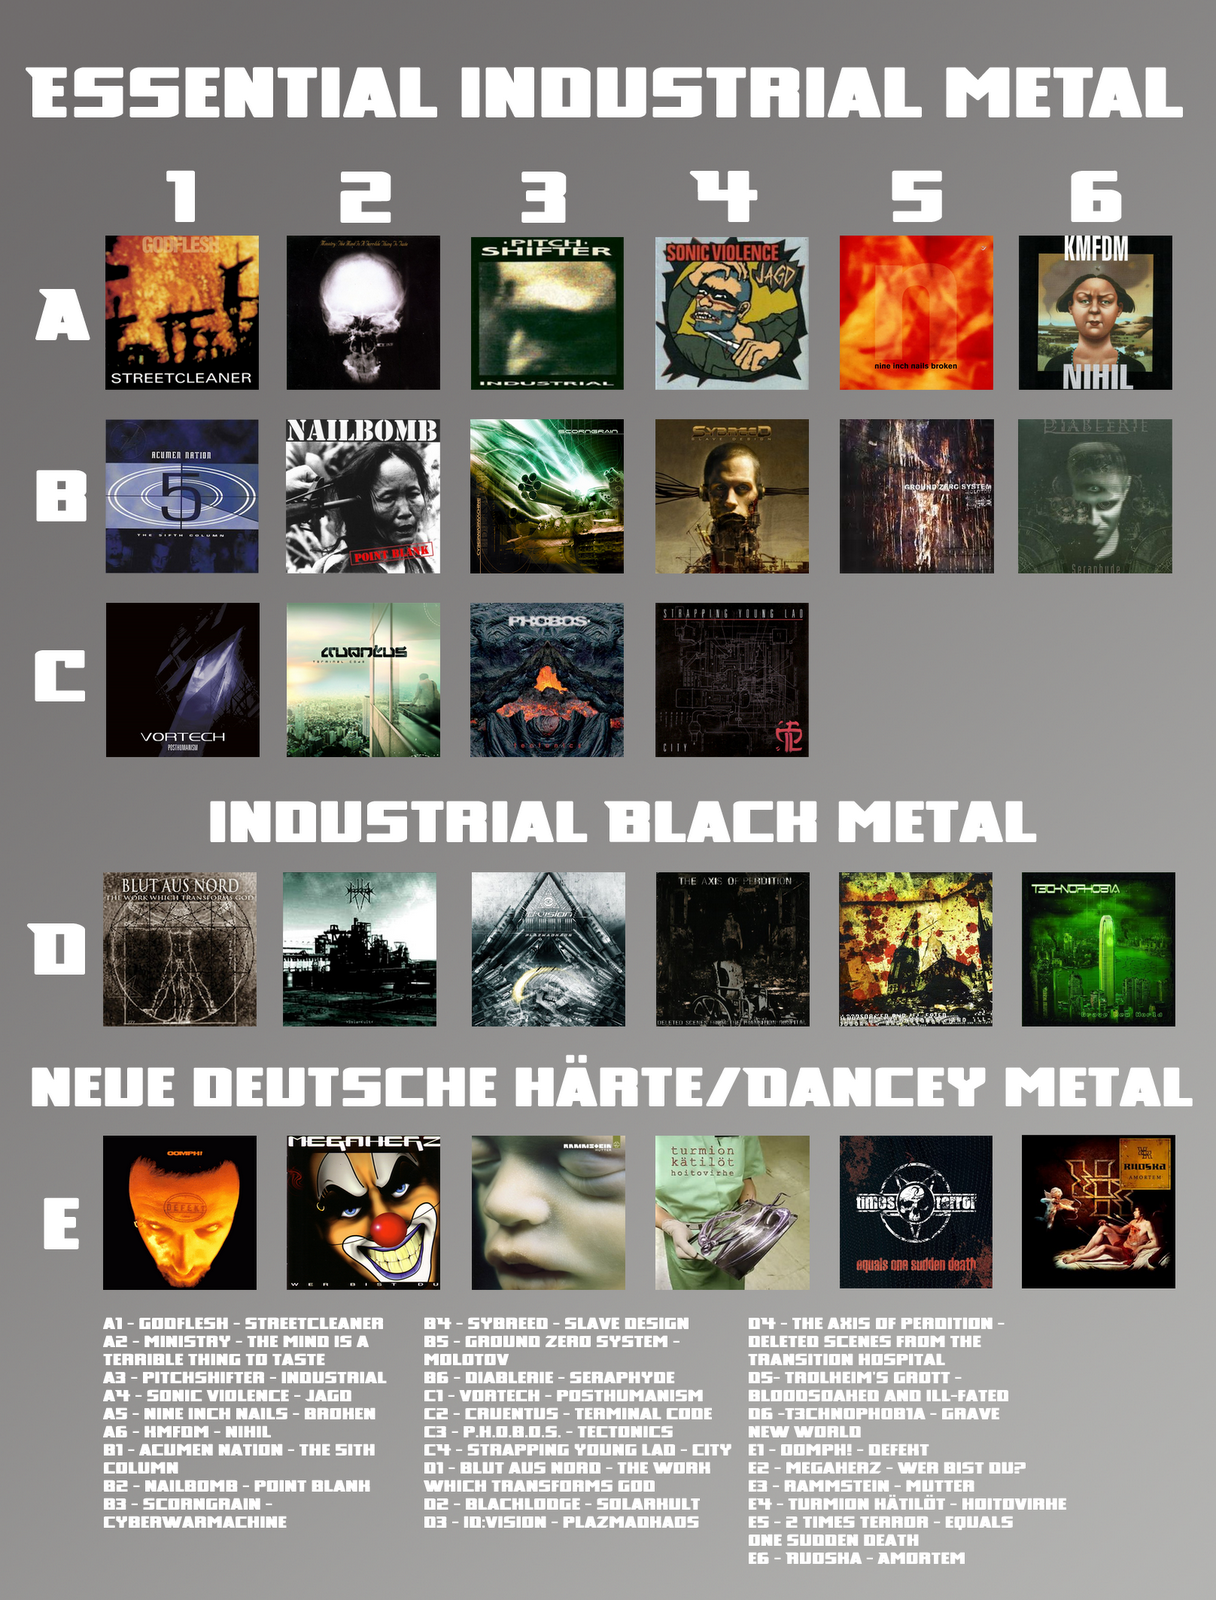 ESSENTIAL INDUSTRIAL METAL
1 2 3 4 5 6
A
GODFLESH
STREETCLEANER
Ministry: The Mind Is A Terrible Thing To Taste
PITCH SHIFTER
INDUSTRIAL
SONIC VIOLENCE
JAGD
n
nine inch nails broken
KMFDM
NIHIL
B
ACUMEN NATION
5
THE FIFTH COLUMN
NAILBOMB
POINT BLANK
SCORNGRAIN
CYBERWARMACHINE
SYBREED
GROUND ZERO SYSTEM
DIABLERIE
Seraphyde
C
VORTECH
POSTHUMANISM
CRUENTUS
TERMINAL CODE
PHOBOS
tectonics
STRAPPING YOUNG LAD
CITY
SYL
INDUSTRIAL BLACK METAL
D
BLUT AUS NORD
THE WORK WHICH TRANSFORMS GOD
THE AXIS OF PERDITION
DELETED SCENES FROM THE TRANSITION HOSPITAL
T3CHNOPHOB1A
Grave New World
NEUE DEUTSCHE HÄRTE/DANCEY METAL
E
OOMPH!
DEFEKT
MEGAHERZ
WER BIST DU
RAMMSTEIN
turmion
kätilöt
hoitovirhe
times terror
equals one sudden death
RUOSKA
AMORTEM
A1 - GODFLESH - STREETCLEANER
A2 - MINISTRY - THE MIND IS A
TERRIBLE THING TO TASTE
A3 - PITCHSHIFTER - INDUSTRIAL
A4 - SONIC VIOLENCE - JAGD
A5 - NINE INCH NAILS - BROKEN
A6 - KMFDM - NIHIL
B1 - ACUMEN NATION - THE SITH
COLUMN
B2 - NAILBOMB - POINT BLANK
B3 - SCORNGRAIN -
CYBERWARMACHINE
B4 - SYBREED - SLAVE DESIGN
B5 - GROUND ZERO SYSTEM -
MOLOTOV
B6 - DIABLERIE - SERAPHYDE
C1 - VORTECH - POSTHUMANISM
C2 - CRUENTUS - TERMINAL CODE
C3 - P.H.O.B.O.S. - TECTONICS
C4 - STRAPPING YOUNG LAD - CITY
D1 - BLUT AUS NORD - THE WORK
WHICH TRANSFORMS GOD
D2 - BLACKLODGE - SOLARKULT
D3 - ID:VISION - PLAZMADKAOS
D4 - THE AXIS OF PERDITION -
DELETED SCENES FROM THE
TRANSITION HOSPITAL
D5- TROLHEIM'S GROTT -
BLOODSOAKED AND ILL-FATED
D6 -T3CHNOPHOB1A - GRAVE
NEW WORLD
E1 - OOMPH! - DEFEKT
E2 - MEGAHERZ - WER BIST DU?
E3 - RAMMSTEIN - MUTTER
E4 - TURMION KÄTILÖT - HOITOVIRHE
E5 - 2 TIMES TERROR - EQUALS
ONE SUDDEN DEATH
E6 - RUOSKA - AMORTEM